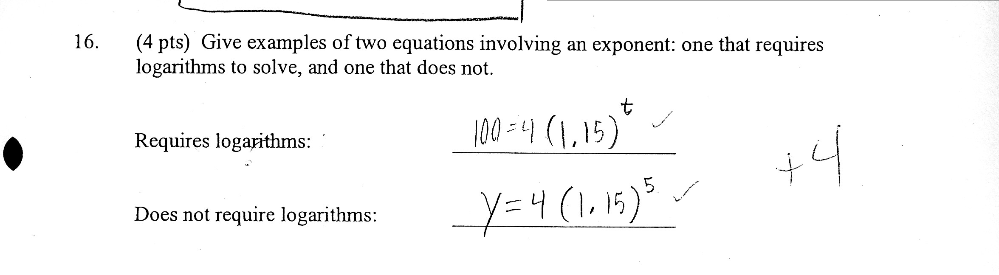 16. (4 pts) Give examples of two equations involving an exponent: one that requires
logarithms to solve, and one that does not.
Requires logarithms: 100=4(1.15)^t ✓
+4
Does not require logarithms: y=4(1.15)^5 ✓